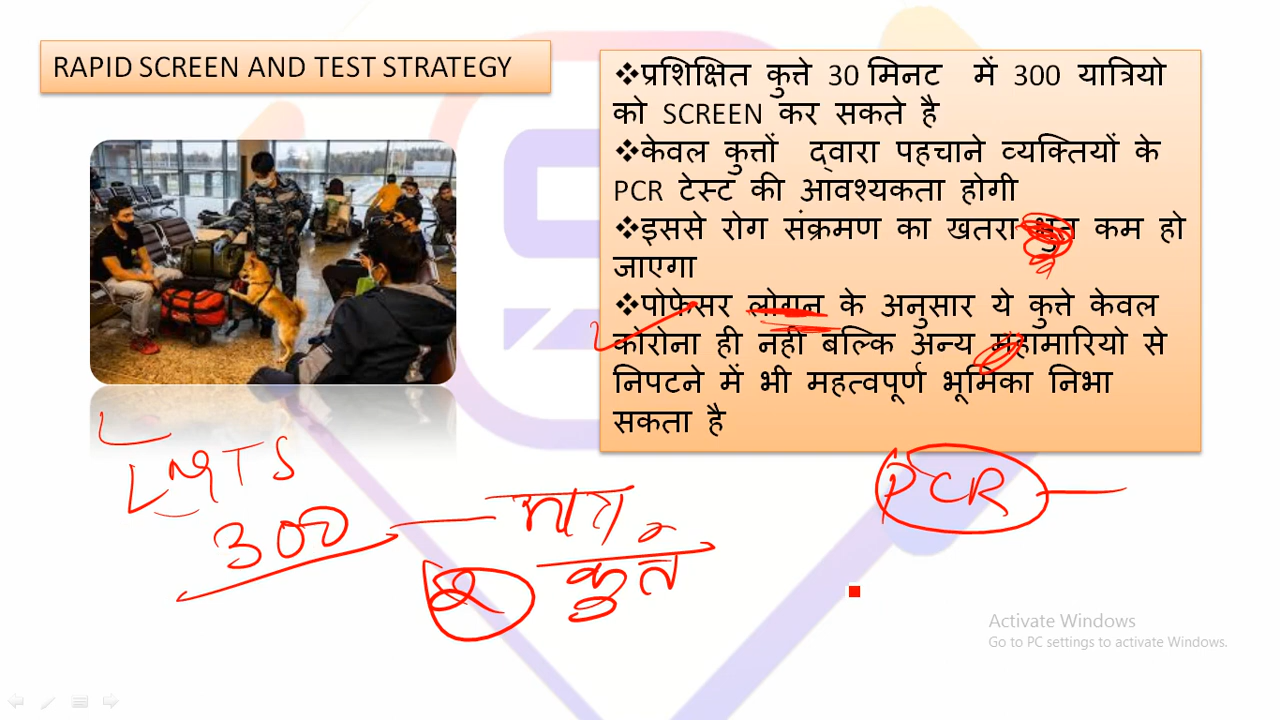 RAPID SCREEN AND TEST STRATEGY
❖प्रशिक्षित कुत्ते 30 मिनट में 300 यात्रियो
को SCREEN कर सकते है
❖केवल कुत्तों द्वारा पहचाने व्यक्तियों के
PCR टेस्ट की आवश्यकता होगी
❖इससे रोग संक्रमण का खतरा कम हो
जाएगा
❖पोफेसर लोगन के अनुसार ये कुत्ते केवल
कोरोना ही नही बल्कि अन्य महामारियो से
निपटने में भी महत्वपूर्ण भूमिका निभा
सकता है
PCR
300
मात्र
2 कुत्ते
Activate Windows
Go to PC settings to activate Windows.